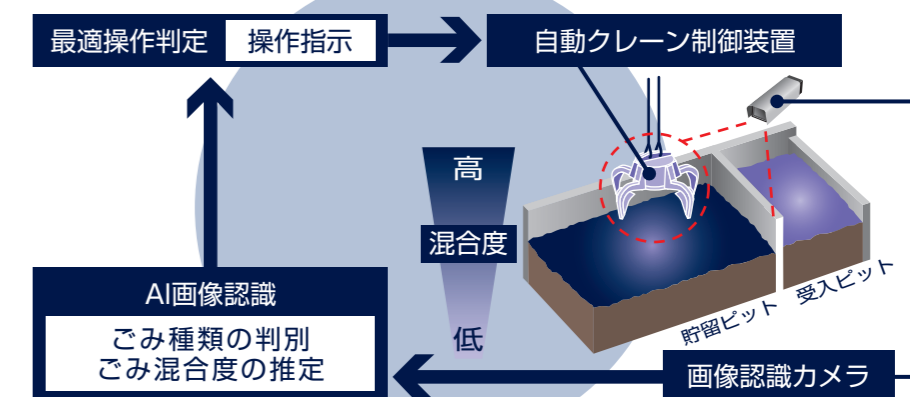 最適操作判定
操作指示
自動クレーン制御装置
高
混合度
低
貯留ピット
受入ピット
AI画像認識
ごみ種類の判別
ごみ混合度の推定
画像認識カメラ